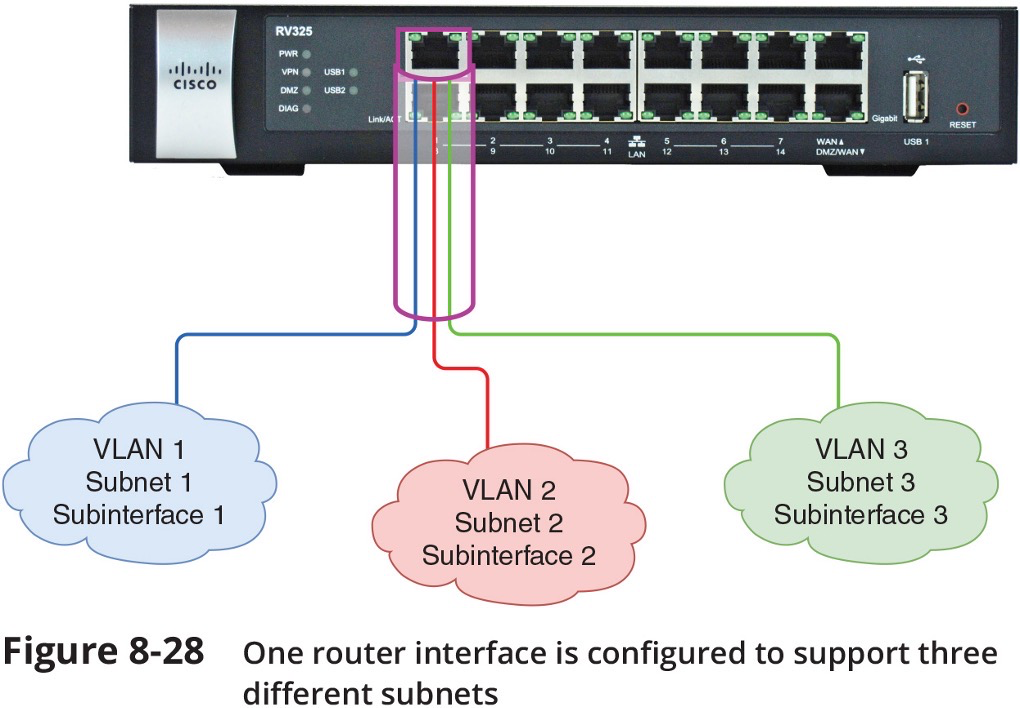 RV325
PWR
VPN USB1
DMZ USB2
DIAG
CISCO
Link/ACT
Gigabit
USB 1
RESET
1 2 3 4 LAN 5 6 7 WAN▲
8 9 10 11 12 13 14 DMZ/WAN▼
VLAN 1
Subnet 1
Subinterface 1
VLAN 2
Subnet 2
Subinterface 2
VLAN 3
Subnet 3
Subinterface 3
Figure 8-28 One router interface is configured to support three
different subnets